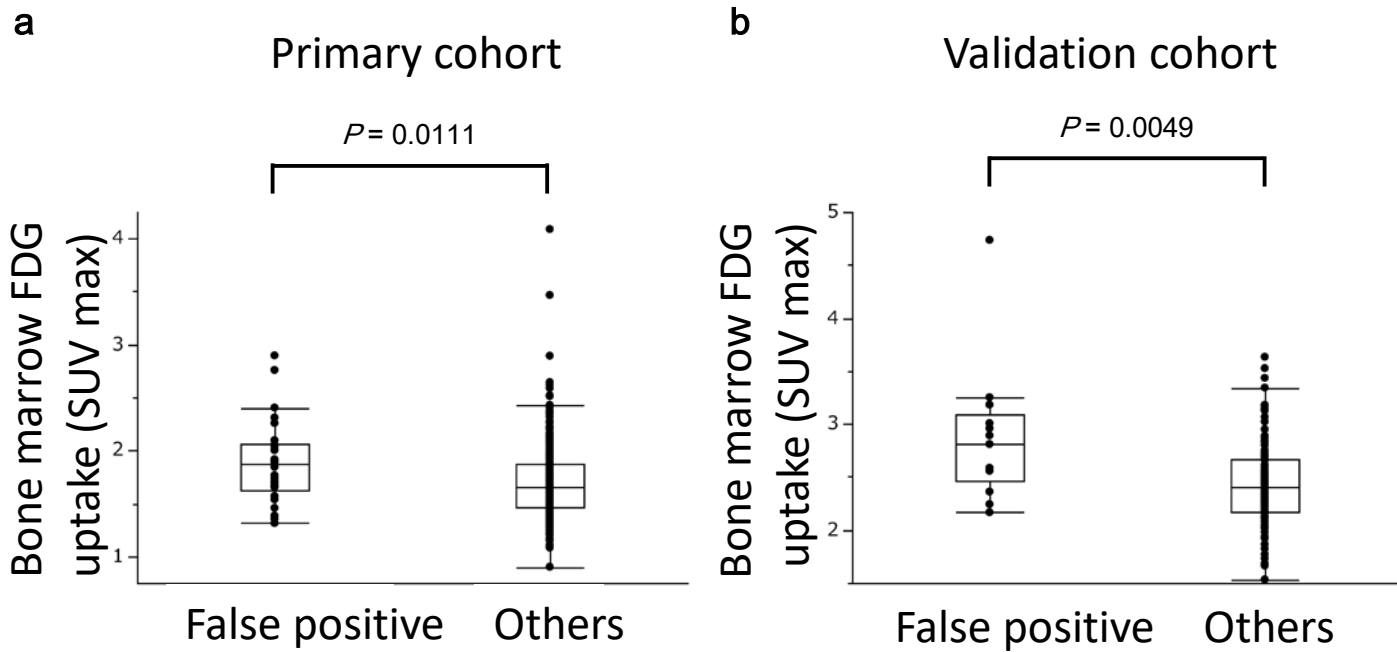 a
Primary cohort
P = 0.0111
Bone marrow FDG
uptake (SUV max)
4
3
2
1
False positive
Others
b
Validation cohort
P = 0.0049
Bone marrow FDG
uptake (SUV max)
5
4
3
2
False positive
Others